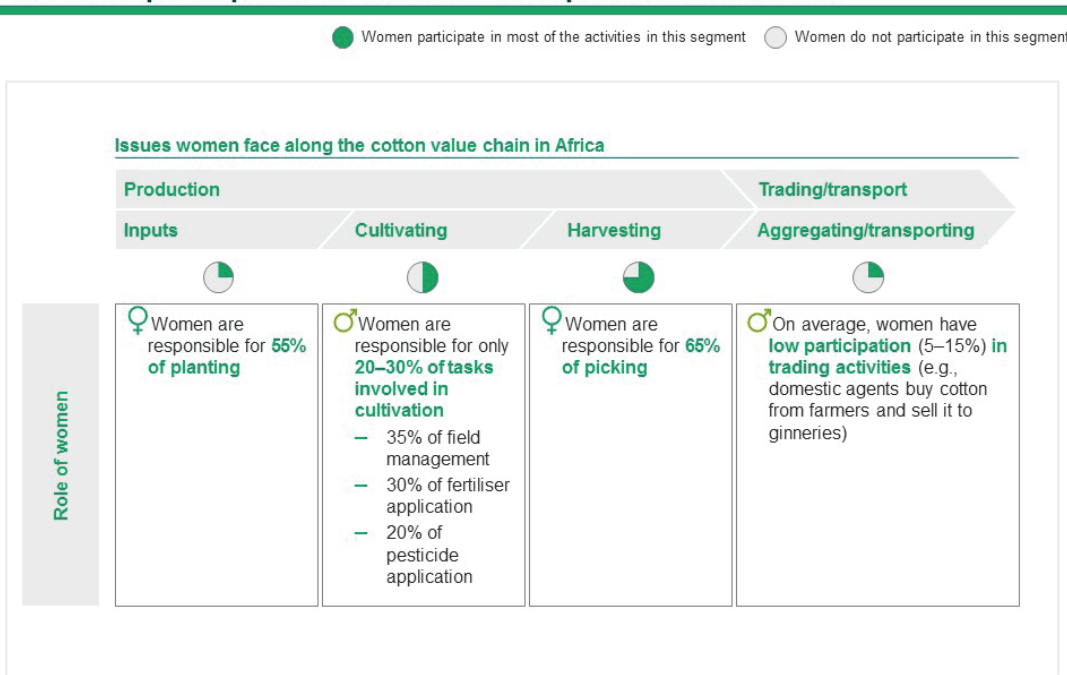 Women participate in most of the activities in this segment
Women do not participate in this segment
Issues women face along the cotton value chain in Africa
Production
Trading/transport
Inputs
Cultivating
Harvesting
Aggregating/transporting
Role of women
Women are
responsible for 55%
of planting
Women are
responsible for only
20–30% of tasks
involved in
cultivation
– 35% of field
management
– 30% of fertiliser
application
– 20% of
pesticide
application
Women are
responsible for 65%
of picking
On average, women have
low participation (5–15%) in
trading activities (e.g.,
domestic agents buy cotton
from farmers and sell it to
ginneries)